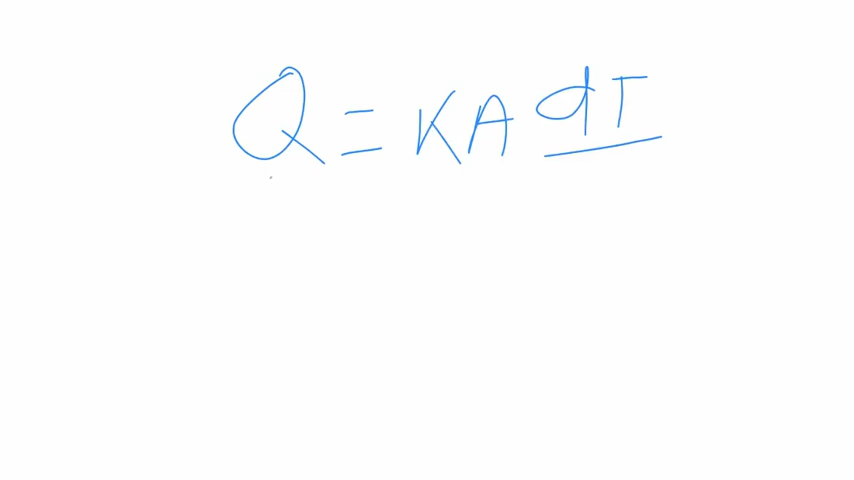 Q = KA dT